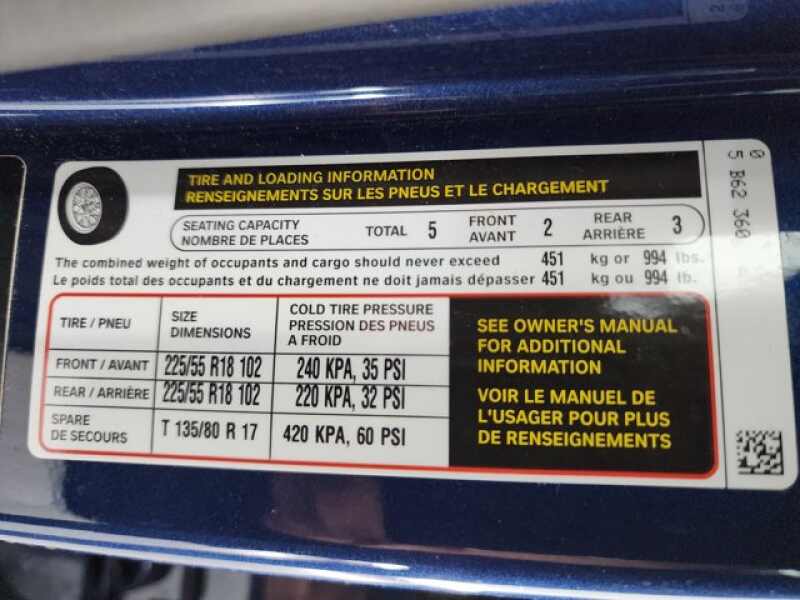 TIRE AND LOADING INFORMATION
RENSEIGNEMENTS SUR LES PNEUS ET LE CHARGEMENT
SEATING CAPACITY
NOMBRE DE PLACES
TOTAL 5
FRONT
AVANT
2
REAR
ARRIÈRE
3
The combined weight of occupants and cargo should never exceed 451 kg or 994 lbs.
Le poids total des occupants et du chargement ne doit jamais dépasser 451 kg ou 994 lb.
TIRE / PNEU
SIZE
DIMENSIONS
COLD TIRE PRESSURE
PRESSION DES PNEUS
A FROID
FRONT / AVANT 225/55 R18 102 240 KPA, 35 PSI
REAR / ARRIÈRE 225/55 R18 102 220 KPA, 32 PSI
SPARE
DE SECOURS
T 135/80 R 17 420 KPA, 60 PSI
SEE OWNER'S MANUAL
FOR ADDITIONAL
INFORMATION
VOIR LE MANUEL DE
L'USAGER POUR PLUS
DE RENSEIGNEMENTS
0
5 B62 360